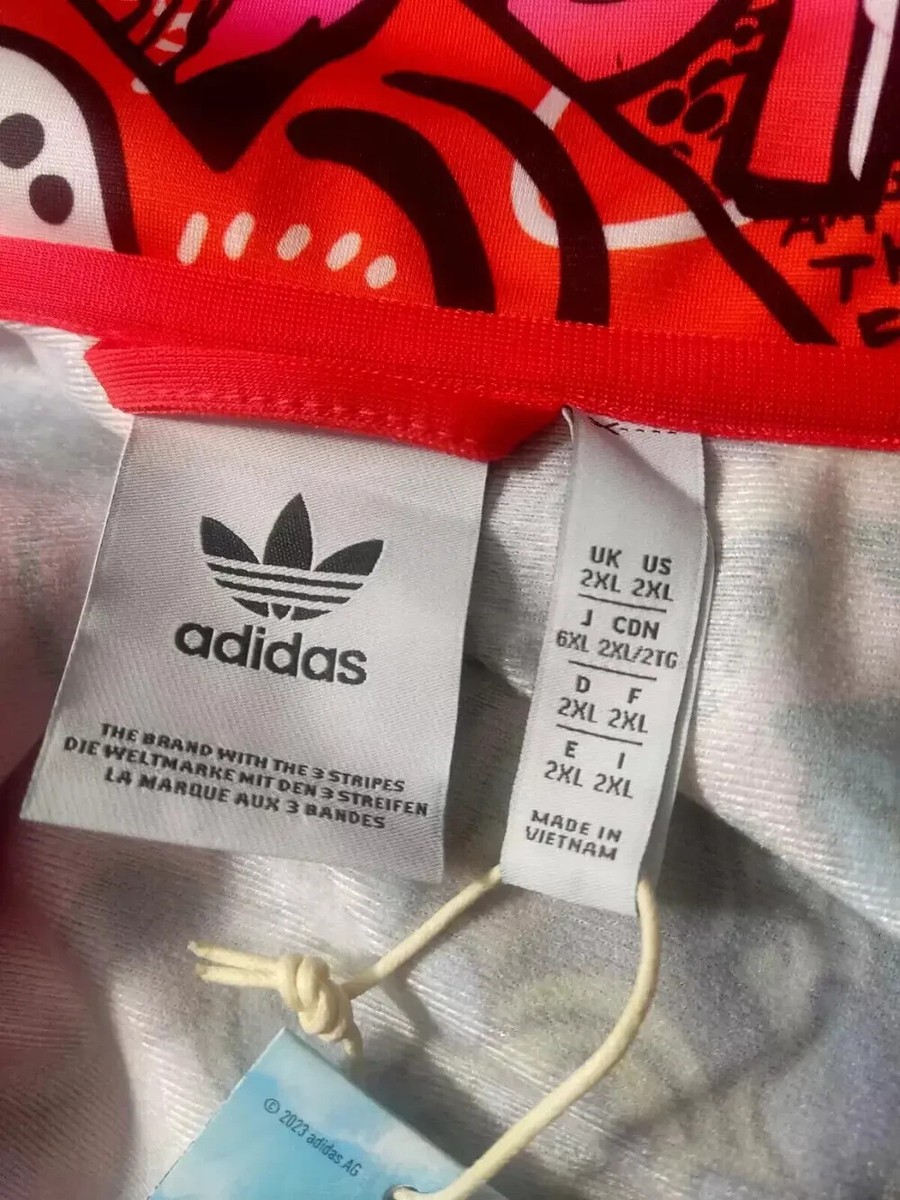 adidas
THE BRAND WITH THE 3 STRIPES
DIE WELTMARKE MIT DEN 3 STREIFEN
LA MARQUE AUX 3 BANDES
UK US
2XL 2XL
J CDN
6XL 2XL/2TG
D F
2XL 2XL
E I
2XL 2XL
MADE IN
VIETNAM
© 2023 adidas AG